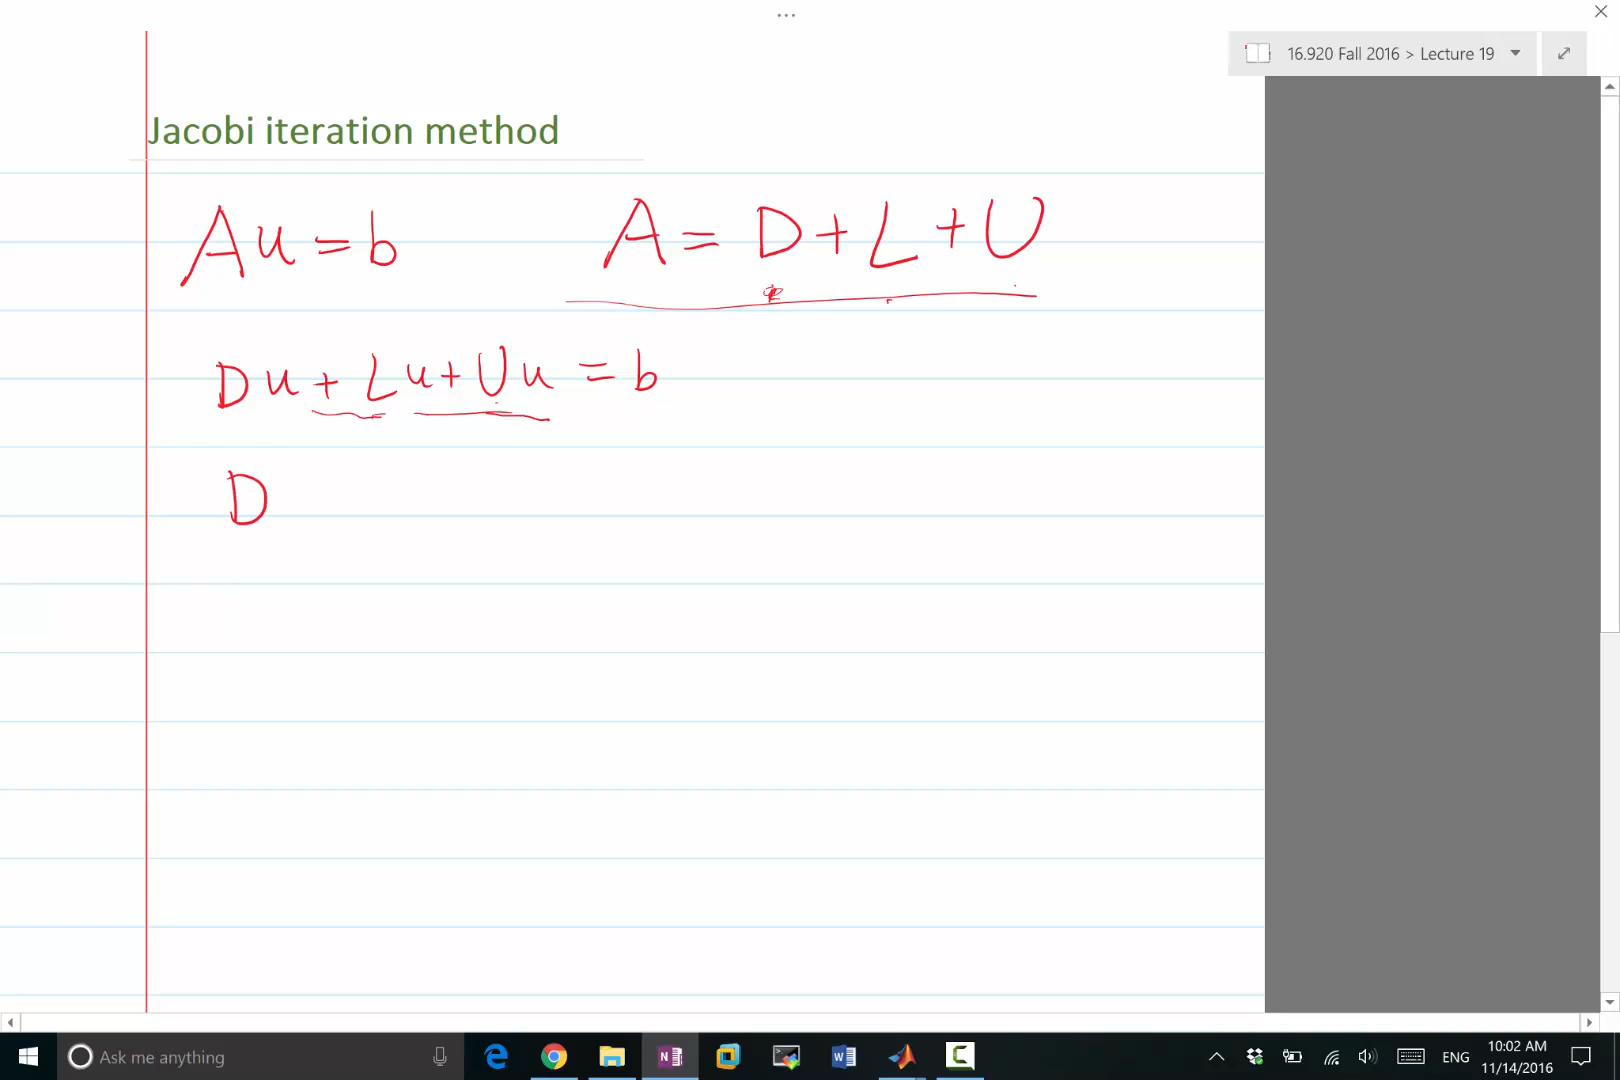 ...
16.920 Fall 2016 > Lecture 19
Jacobi iteration method
Au = b A = D + L + U
Du + Lu + Uu = b
D
Ask me anything
ENG
10:02 AM
11/14/2016